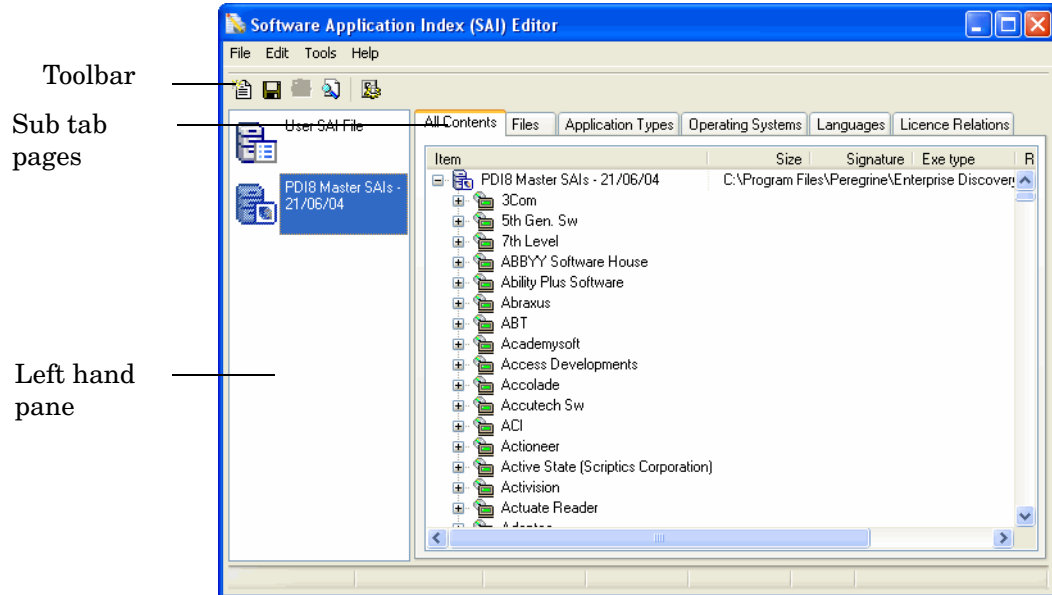 Software Application Index (SAI) Editor
File Edit Tools Help
Toolbar
Sub tab
pages
Left hand
pane
User SAI File
PDI8 Master SAIs -
21/06/04
All Contents Files Application Types Operating Systems Languages Licence Relations
Item Size Signature Exe type R
PDI8 Master SAIs - 21/06/04 C:\Program Files\Peregrine\Enterprise Discovery
3Com
5th Gen. Sw
7th Level
ABBYY Software House
Ability Plus Software
Abraxus
ABT
Academysoft
Access Developments
Accolade
Accutech Sw
ACI
Actioneer
Active State (Scriptics Corporation)
Activision
Actuate Reader